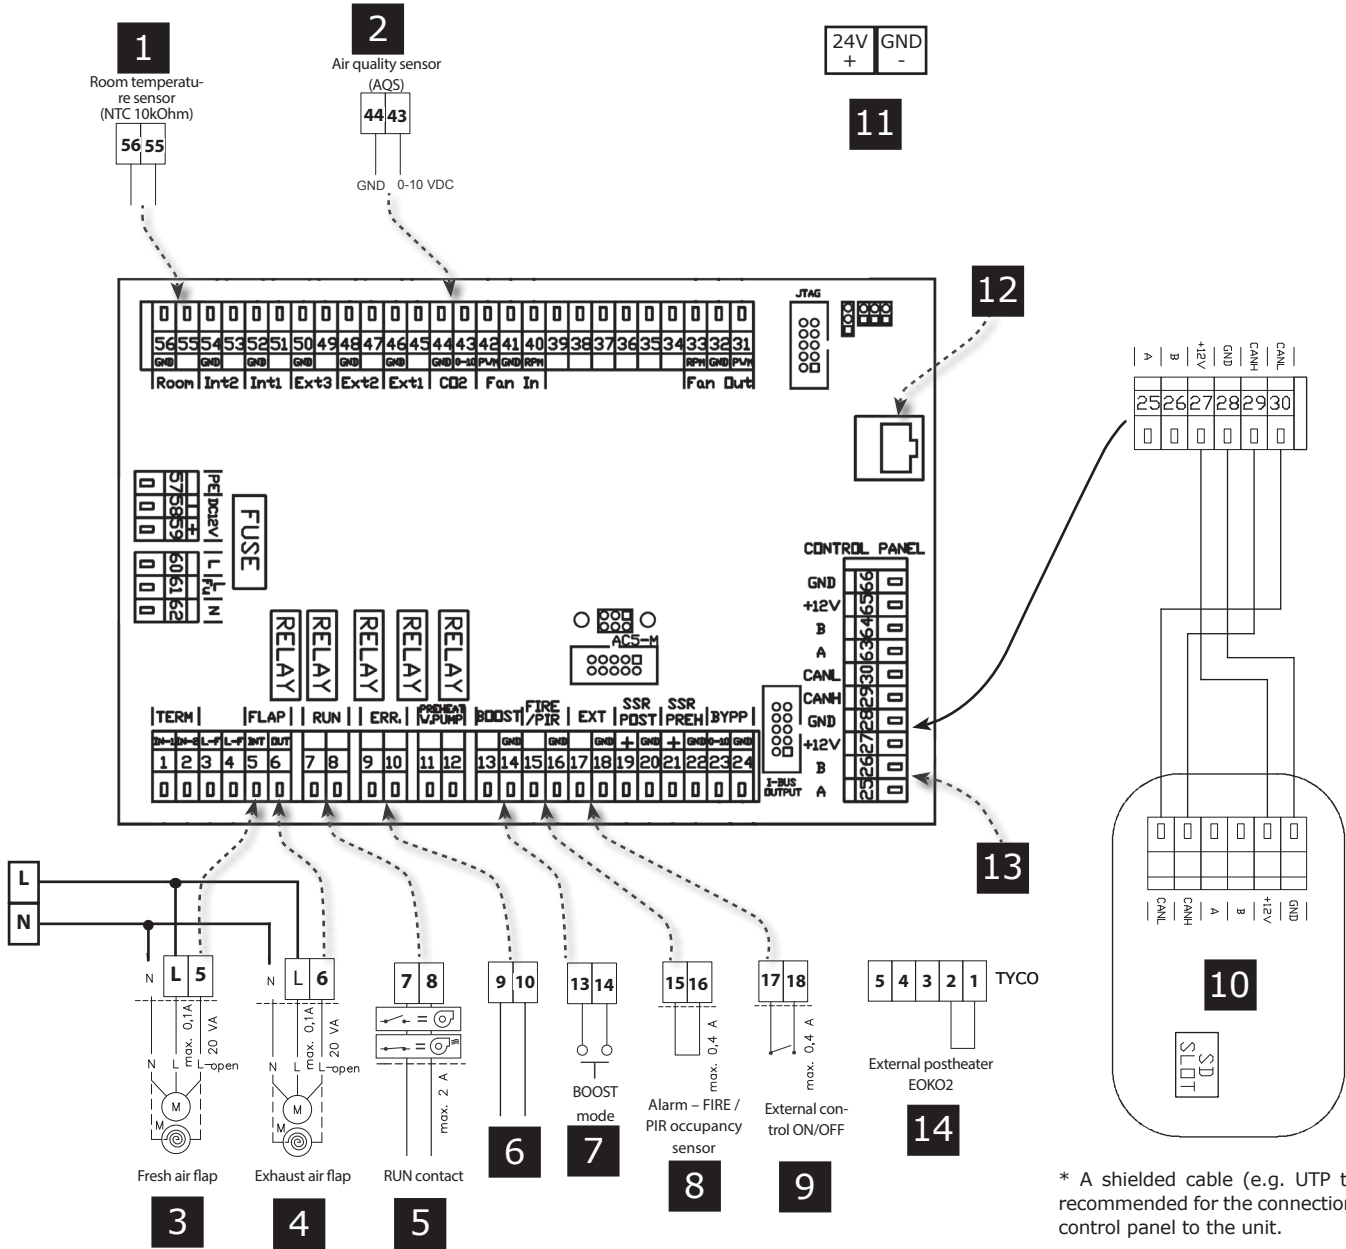 1
Room temperatu-
re sensor
(NTC 10kOhm)
56 55
2
Air quality sensor
(AQS)
44 43
GND 0-10 VDC
24V GND
+ -
11
12
JTAG
56 55 54 53 52 51 50 49 48 47 46 45 44 43 42 41 40 39 38 37 36 35 34 33 32 31
GND GND GND GND GND GND GND 0-10 PWM GND RPM RPM GND PWM
Room Int2 Int1 Ext3 Ext2 Ext1 CO2 Fan In Fan Out
A B +12V GND CANH CANL
25 26 27 28 29 30
57 58 59
PE - +
DC12V
FUSE
60 61 62
L L- N
Fu
RELAY RELAY RELAY RELAY RELAY
AC5-M
CONTROL PANEL
GND 66
+12V 65
B 64
A 63
CANL 30
CANH 29
GND 28
+12V 27
B 26
A 25
I-BUS
OUTPUT
TERM FLAP RUN ERR. PREHEAT W.PUMP BOOST FIRE /PIR EXT SSR POST SSR PREH BYPP
IN-1 IN-2 L-F L-F INT OUT GND GND GND + GND + GND 0-10 GND
1 2 3 4 5 6 7 8 9 10 11 12 13 14 15 16 17 18 19 20 21 22 23 24
13
L
N
N L 5
max. 0,1A
20 VA
N L L-open
M
M
Fresh air flap
3
N L 6
max. 0,1A
20 VA
N L L-open
M
M
Exhaust air flap
4
7 8
=
=
max. 2 A
RUN contact
5
9 10
6
13 14
BOOST
mode
7
15 16
max. 0,4 A
Alarm – FIRE /
PIR occupancy
sensor
8
17 18
max. 0,4 A
External con-
trol ON/OFF
9
5 4 3 2 1 TYCO
External postheater
EOKO2
14
CANL CANH A B +12V GND
10
SD
SLOT
* A shielded cable (e.g. UTP t
recommended for the connection
control panel to the unit.